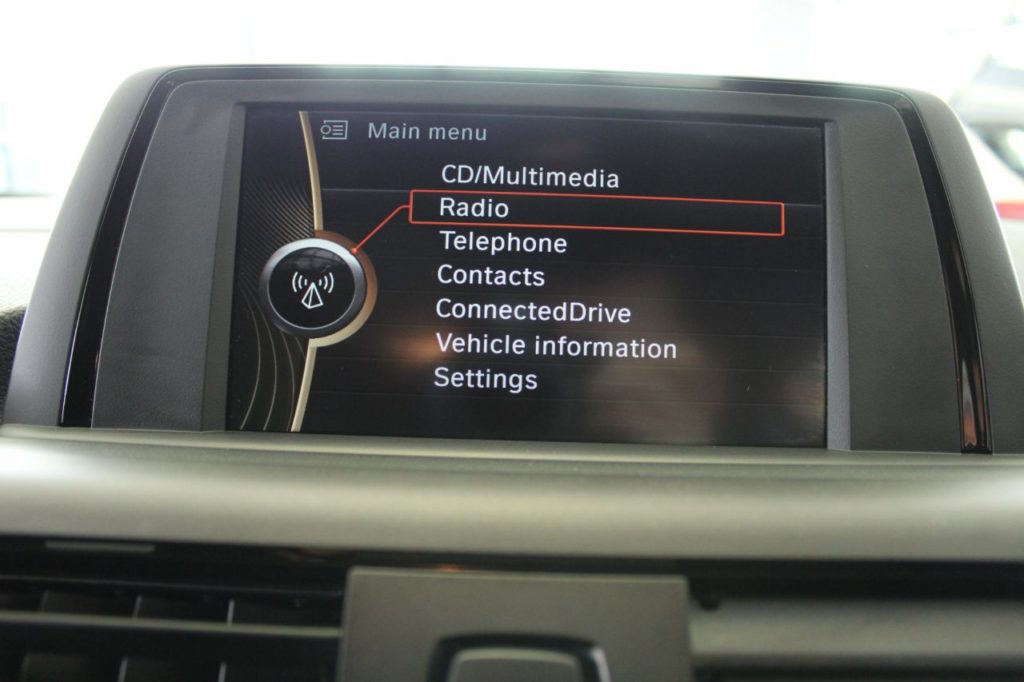 Main menu
CD/Multimedia
Radio
Telephone
Contacts
ConnectedDrive
Vehicle information
Settings